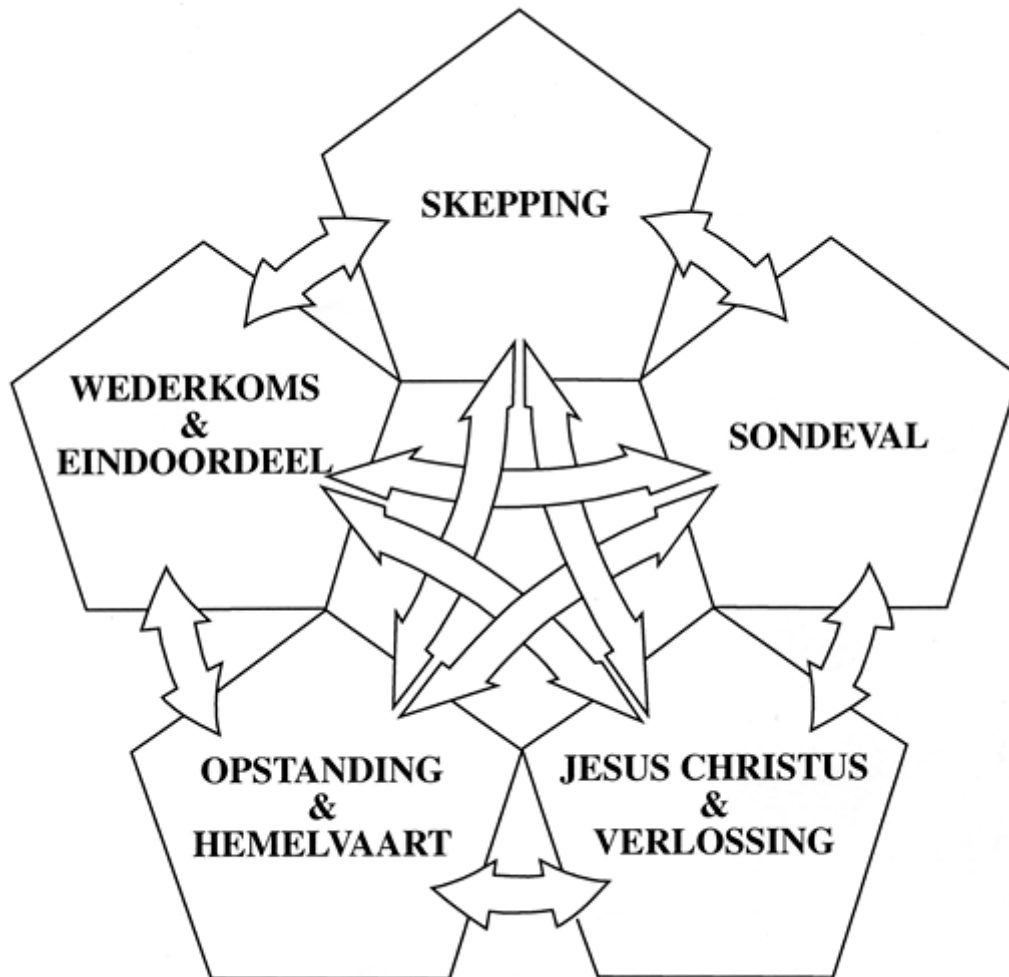 SKEPPING
WEDERKOMS
&
EINDOORDEEL
SONDEVAL
OPSTANDING
&
HEMELVAART
JESUS CHRISTUS
&
VERLOSSING